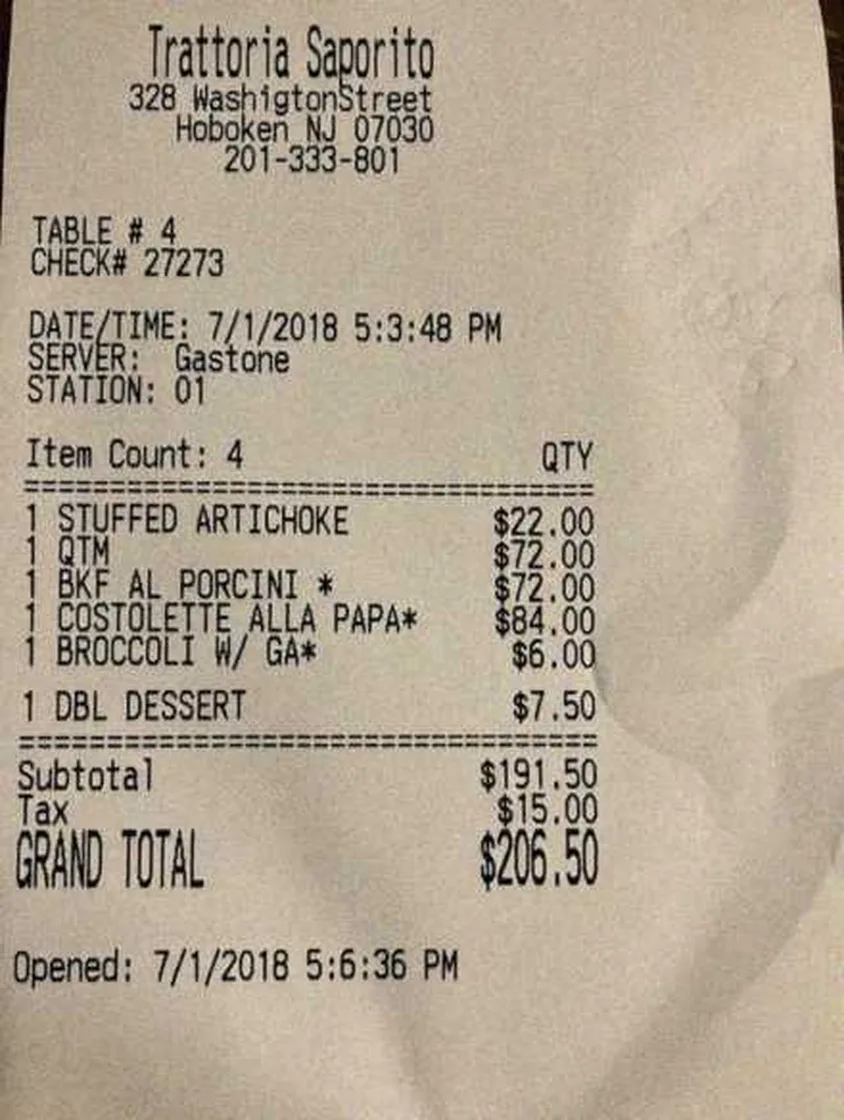 Trattoria Saporito
328 WashigtonStreet
Hoboken NJ 07030
201-333-801
TABLE # 4
CHECK# 27273
DATE/TIME: 7/1/2018 5:3:48 PM
SERVER: Gastone
STATION: 01
Item Count: 4 QTY
=================================
1 STUFFED ARTICHOKE $22.00
1 QTM $72.00
1 BKF AL PORCINI * $72.00
1 COSTOLETTE ALLA PAPA* $84.00
1 BROCCOLI W/ GA* $6.00
1 DBL DESSERT $7.50
=================================
Subtotal $191.50
Tax $15.00
GRAND TOTAL $206.50
Opened: 7/1/2018 5:6:36 PM